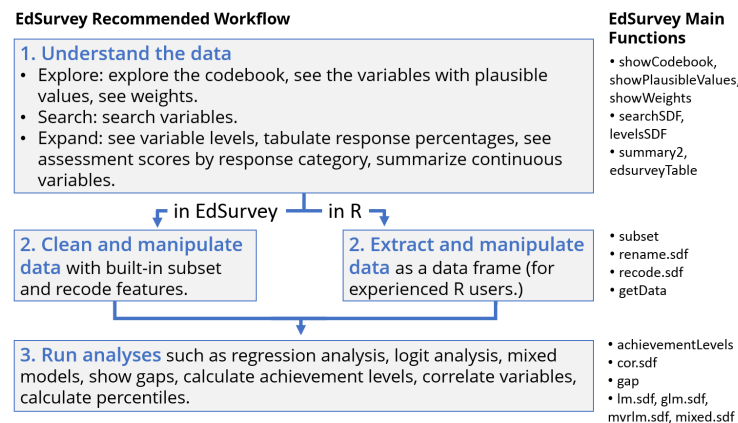 EdSurvey Recommended Workflow
1. Understand the data
• Explore: explore the codebook, see the variables with plausible
values, see weights.
• Search: search variables.
• Expand: see variable levels, tabulate response percentages, see
assessment scores by response category, summarize continuous
variables.
in EdSurvey
in R
2. Clean and manipulate
data with built-in subset
and recode features.
2. Extract and manipulate
data as a data frame (for
experienced R users.)
3. Run analyses such as regression analysis, logit analysis, mixed
models, show gaps, calculate achievement levels, correlate variables,
calculate percentiles.
EdSurvey Main
Functions
• showCodebook,
showPlausibleValues,
showWeights
• searchSDF,
levelsSDF
• summary2,
edsurveyTable
• subset
• rename.sdf
• recode.sdf
• getData
• achievementLevels
• cor.sdf
• gap
• lm.sdf, glm.sdf,
mvrlm.sdf, mixed.sdf